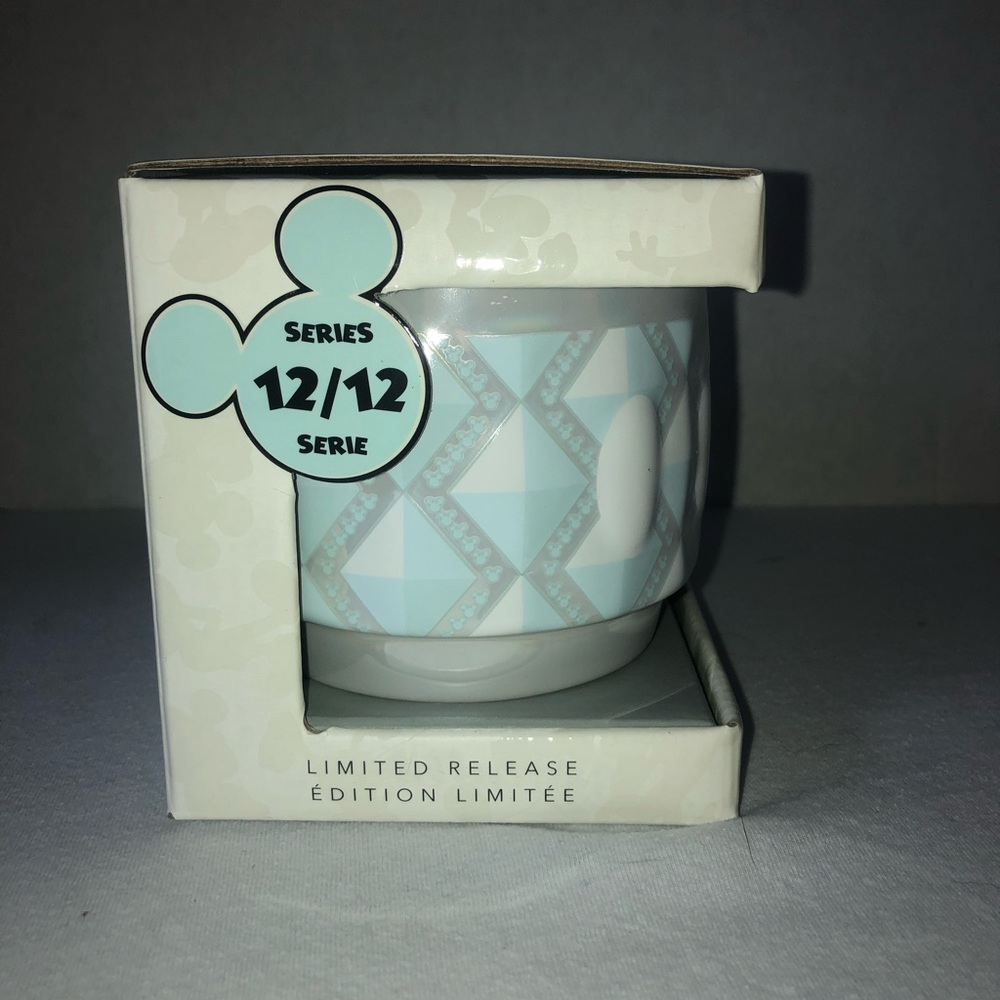 SERIES
12/12
SERIE
LIMITED RELEASE
ÉDITION LIMITÉE